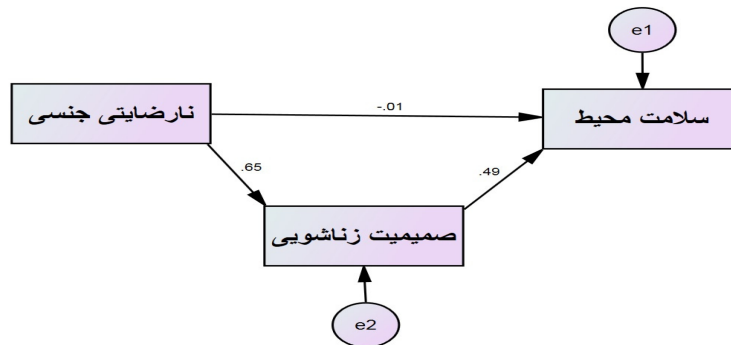 e1
نارضایتی جنسی
-.01
سلامت محیط
.65
.49
صمیمیت زناشویی
e2